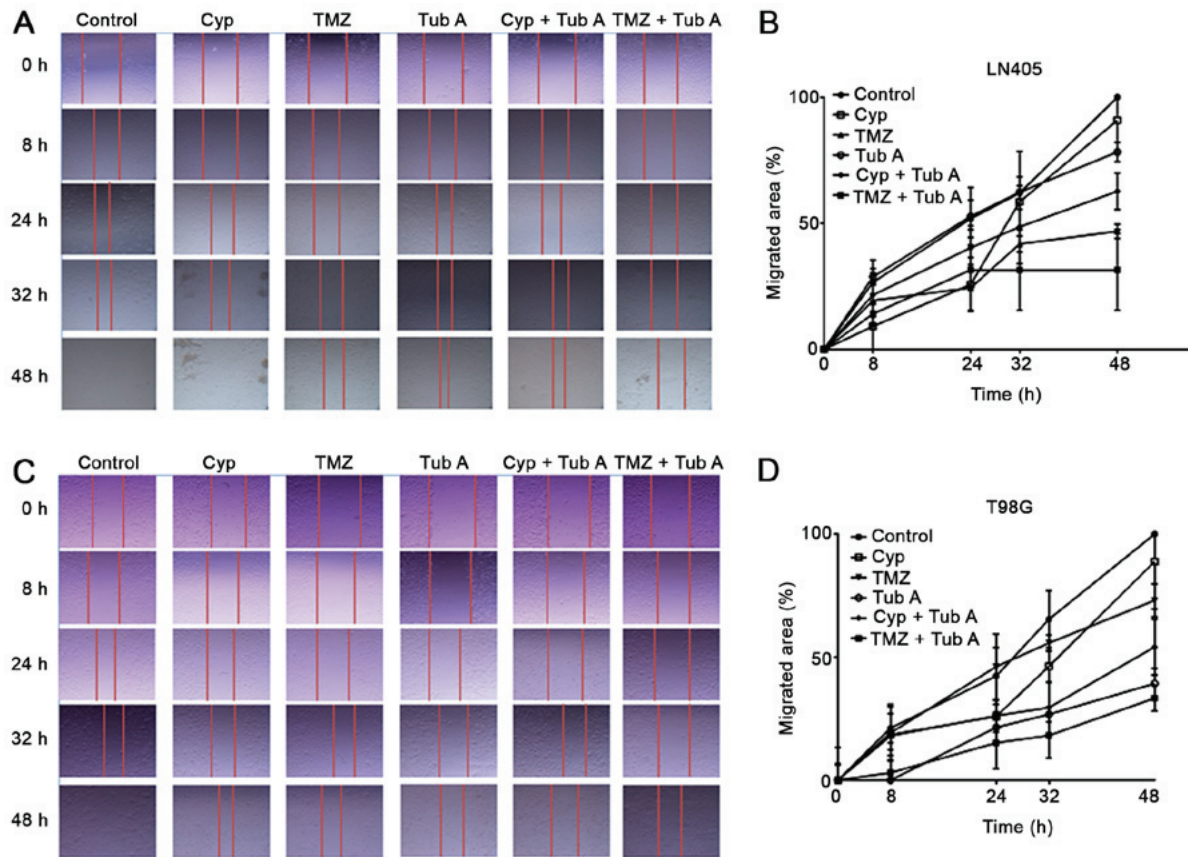 A
Control Cyp TMZ Tub A Cyp + Tub A TMZ + Tub A
0 h
8 h
24 h
32 h
48 h
B
LN405
Control
Cyp
TMZ
Tub A
Cyp + Tub A
TMZ + Tub A
Migrated area (%)
100
50
0
0 8 24 32 48
Time (h)
C
Control Cyp TMZ Tub A Cyp + Tub A TMZ + Tub A
0 h
8 h
24 h
32 h
48 h
D
T98G
Control
Cyp
TMZ
Tub A
Cyp + Tub A
TMZ + Tub A
Migrated area (%)
100
50
0
0 8 24 32 48
Time (h)